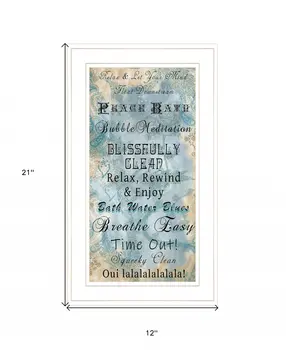 Relax & Let Your Mind
Float Downstream
Peace Bath
Bubble Meditation
BLISSFULLY
CLEAN
Relax, Rewind
& Enjoy
Bath Water Blues
Breathe Easy
Time Out!
Squeeky Clean
Oui lalalalalalala!
21"
12"